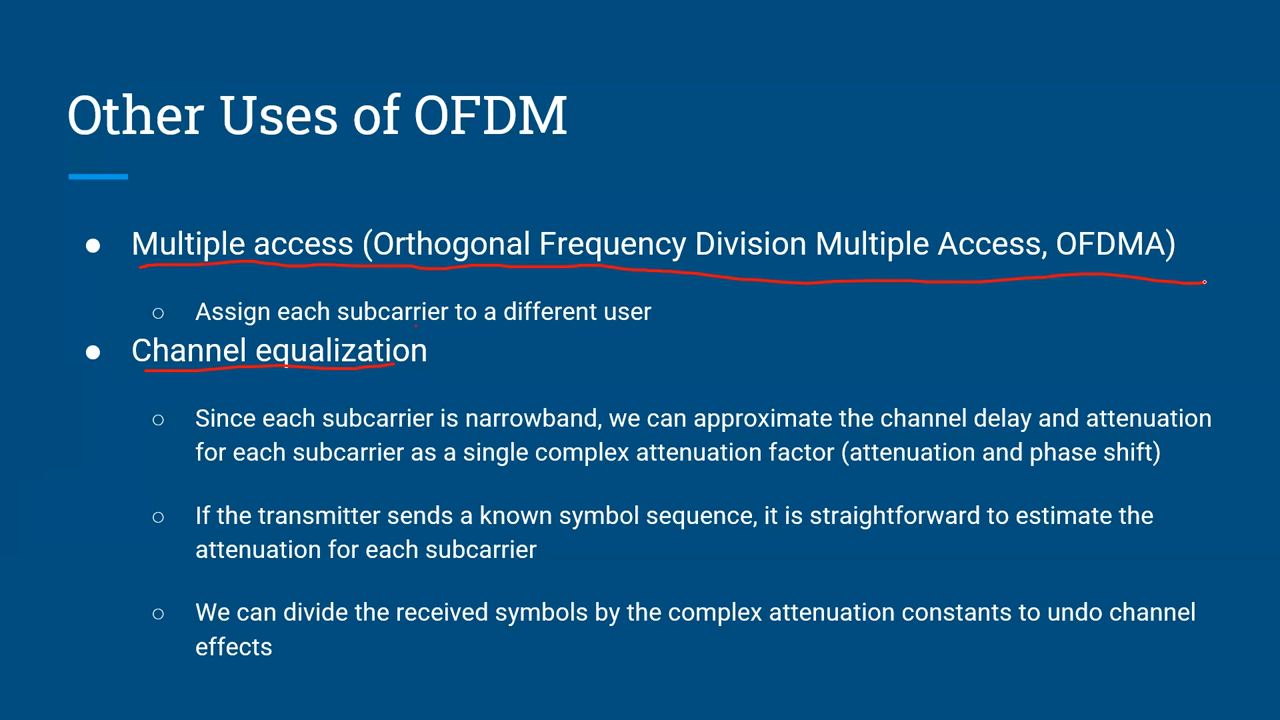 Other Uses of OFDM
● Multiple access (Orthogonal Frequency Division Multiple Access, OFDMA)
○ Assign each subcarrier to a different user
● Channel equalization
○ Since each subcarrier is narrowband, we can approximate the channel delay and attenuation
for each subcarrier as a single complex attenuation factor (attenuation and phase shift)
○ If the transmitter sends a known symbol sequence, it is straightforward to estimate the
attenuation for each subcarrier
○ We can divide the received symbols by the complex attenuation constants to undo channel
effects